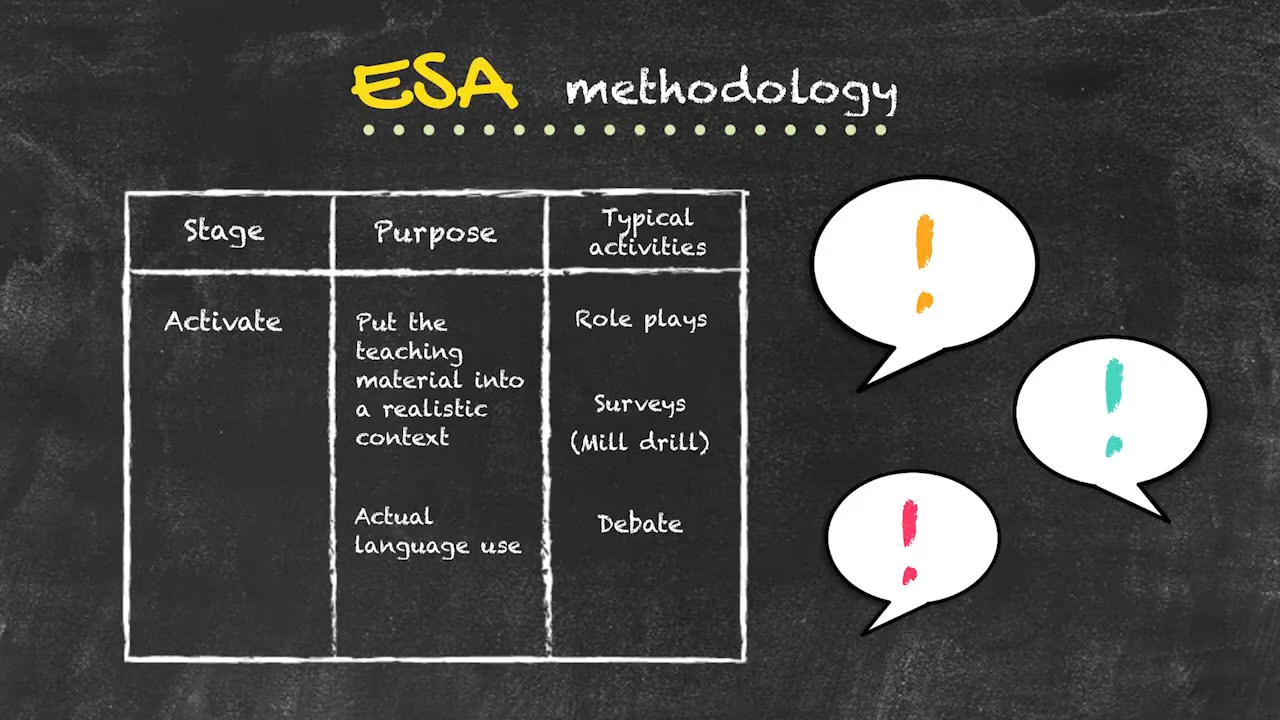 ESA methodology
Stage
Purpose
Typical
activities
Activate
Put the
teaching
material into
a realistic
context
Actual
language use
Role plays
Surveys
(Mill drill)
Debate
!
!
!